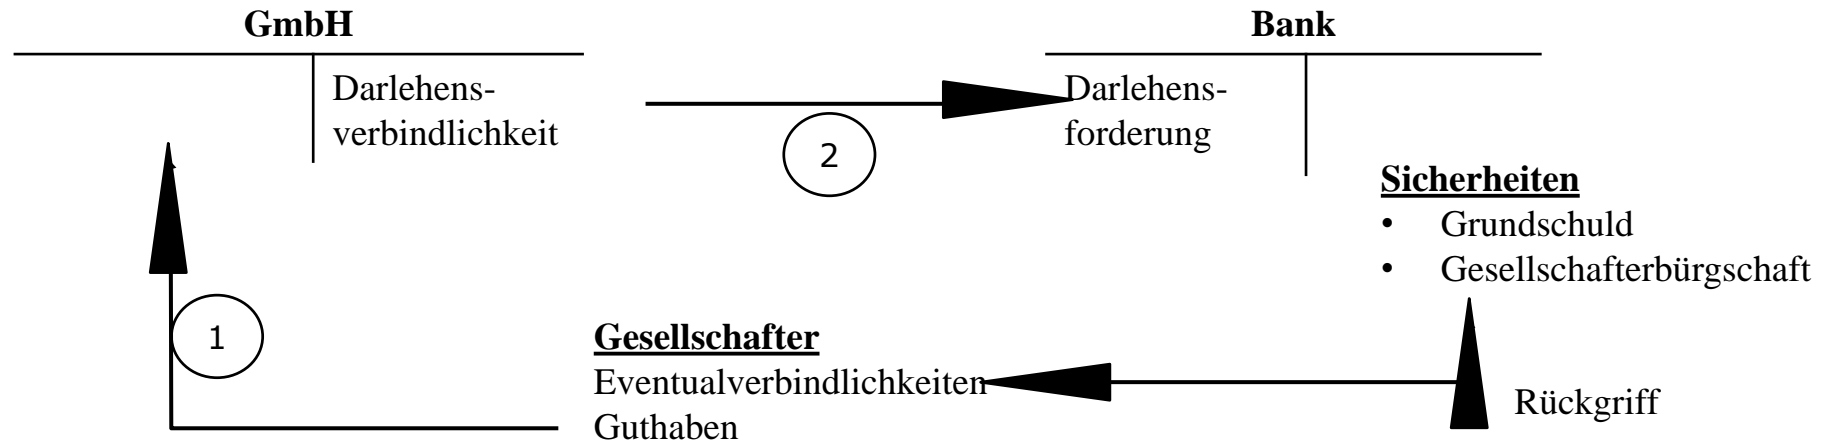 GmbH
Bank
Darlehens-
verbindlichkeit
2
Darlehens-
forderung
Sicherheiten
• Grundschuld
• Gesellschafterbürgschaft
1
Gesellschafter
Eventualverbindlichkeiten
Guthaben
Rückgriff